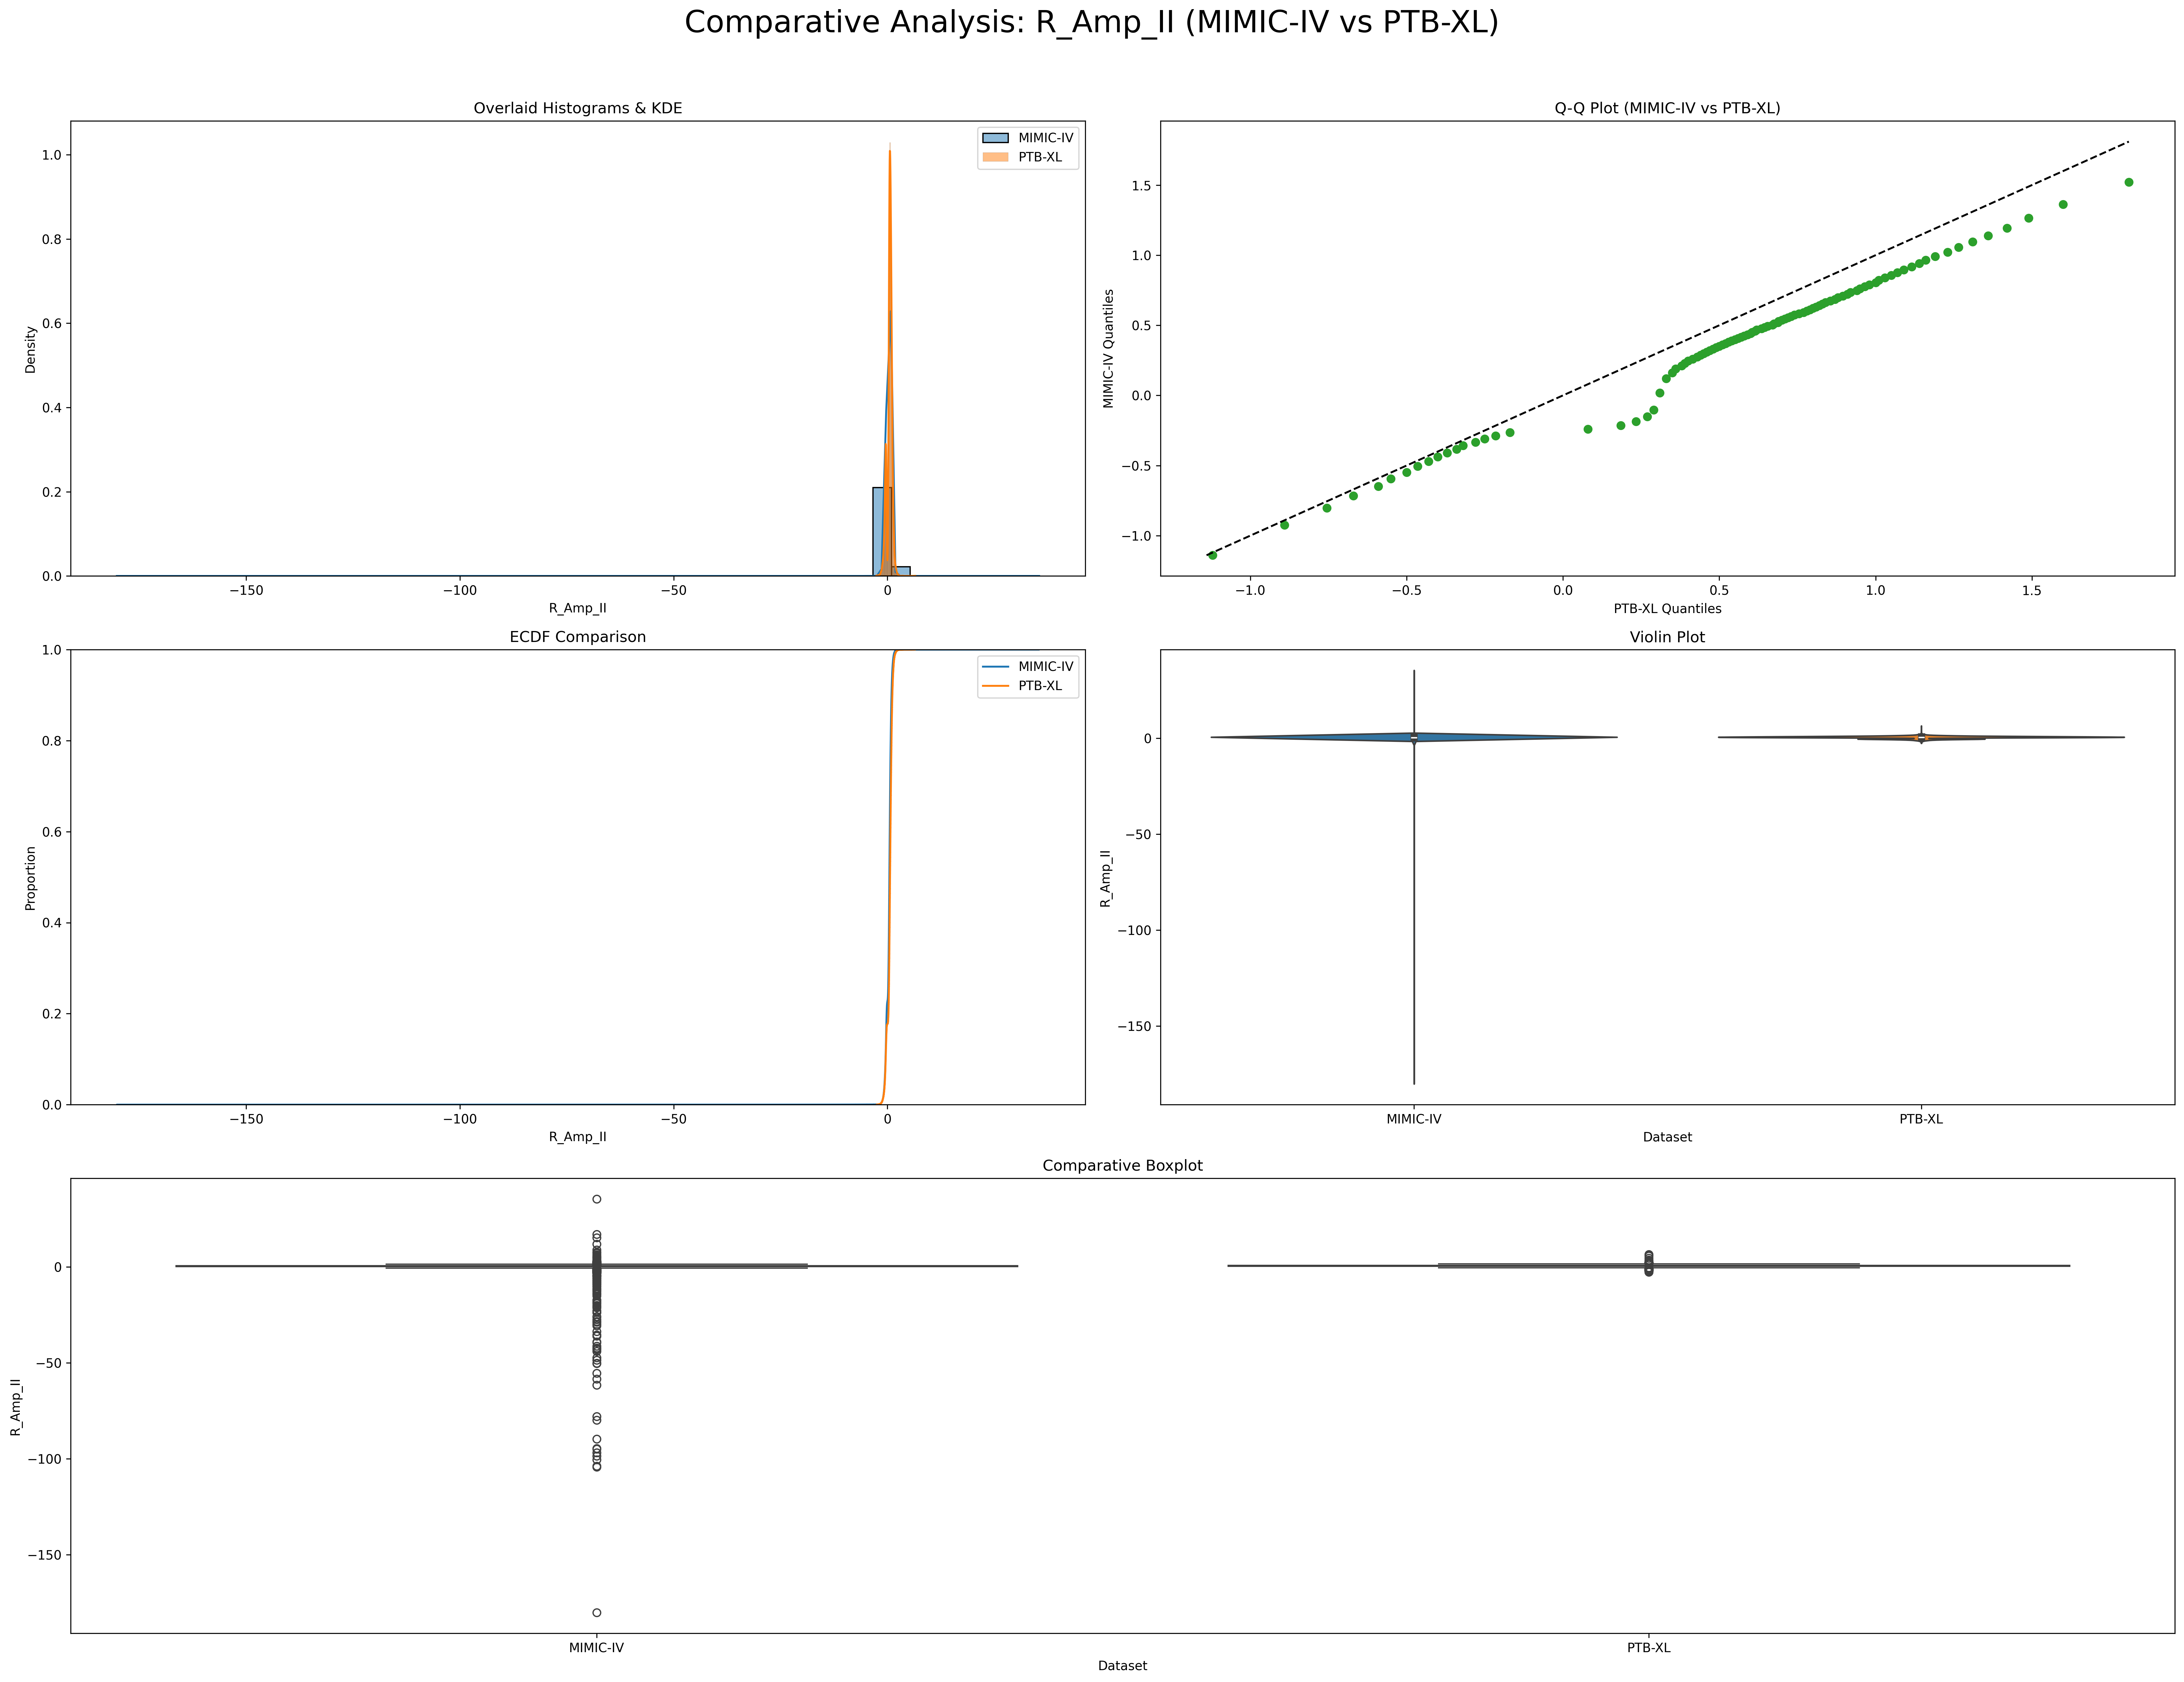 Comparative Analysis: R_Amp_II (MIMIC-IV vs PTB-XL)
Overlaid Histograms & KDE
1.0
0.8
0.6
0.4
0.2
0.0
Density
−150
−100
−50
0
R_Amp_II
MIMIC-IV
PTB-XL
Q-Q Plot (MIMIC-IV vs PTB-XL)
1.5
1.0
0.5
0.0
−0.5
−1.0
MIMIC-IV Quantiles
−1.0
−0.5
0.0
0.5
1.0
1.5
PTB-XL Quantiles
ECDF Comparison
1.0
0.8
0.6
0.4
0.2
0.0
Proportion
−150
−100
−50
0
R_Amp_II
MIMIC-IV
PTB-XL
Violin Plot
0
−50
−100
−150
R_Amp_II
MIMIC-IV
PTB-XL
Dataset
Comparative Boxplot
0
−50
−100
−150
R_Amp_II
MIMIC-IV
PTB-XL
Dataset